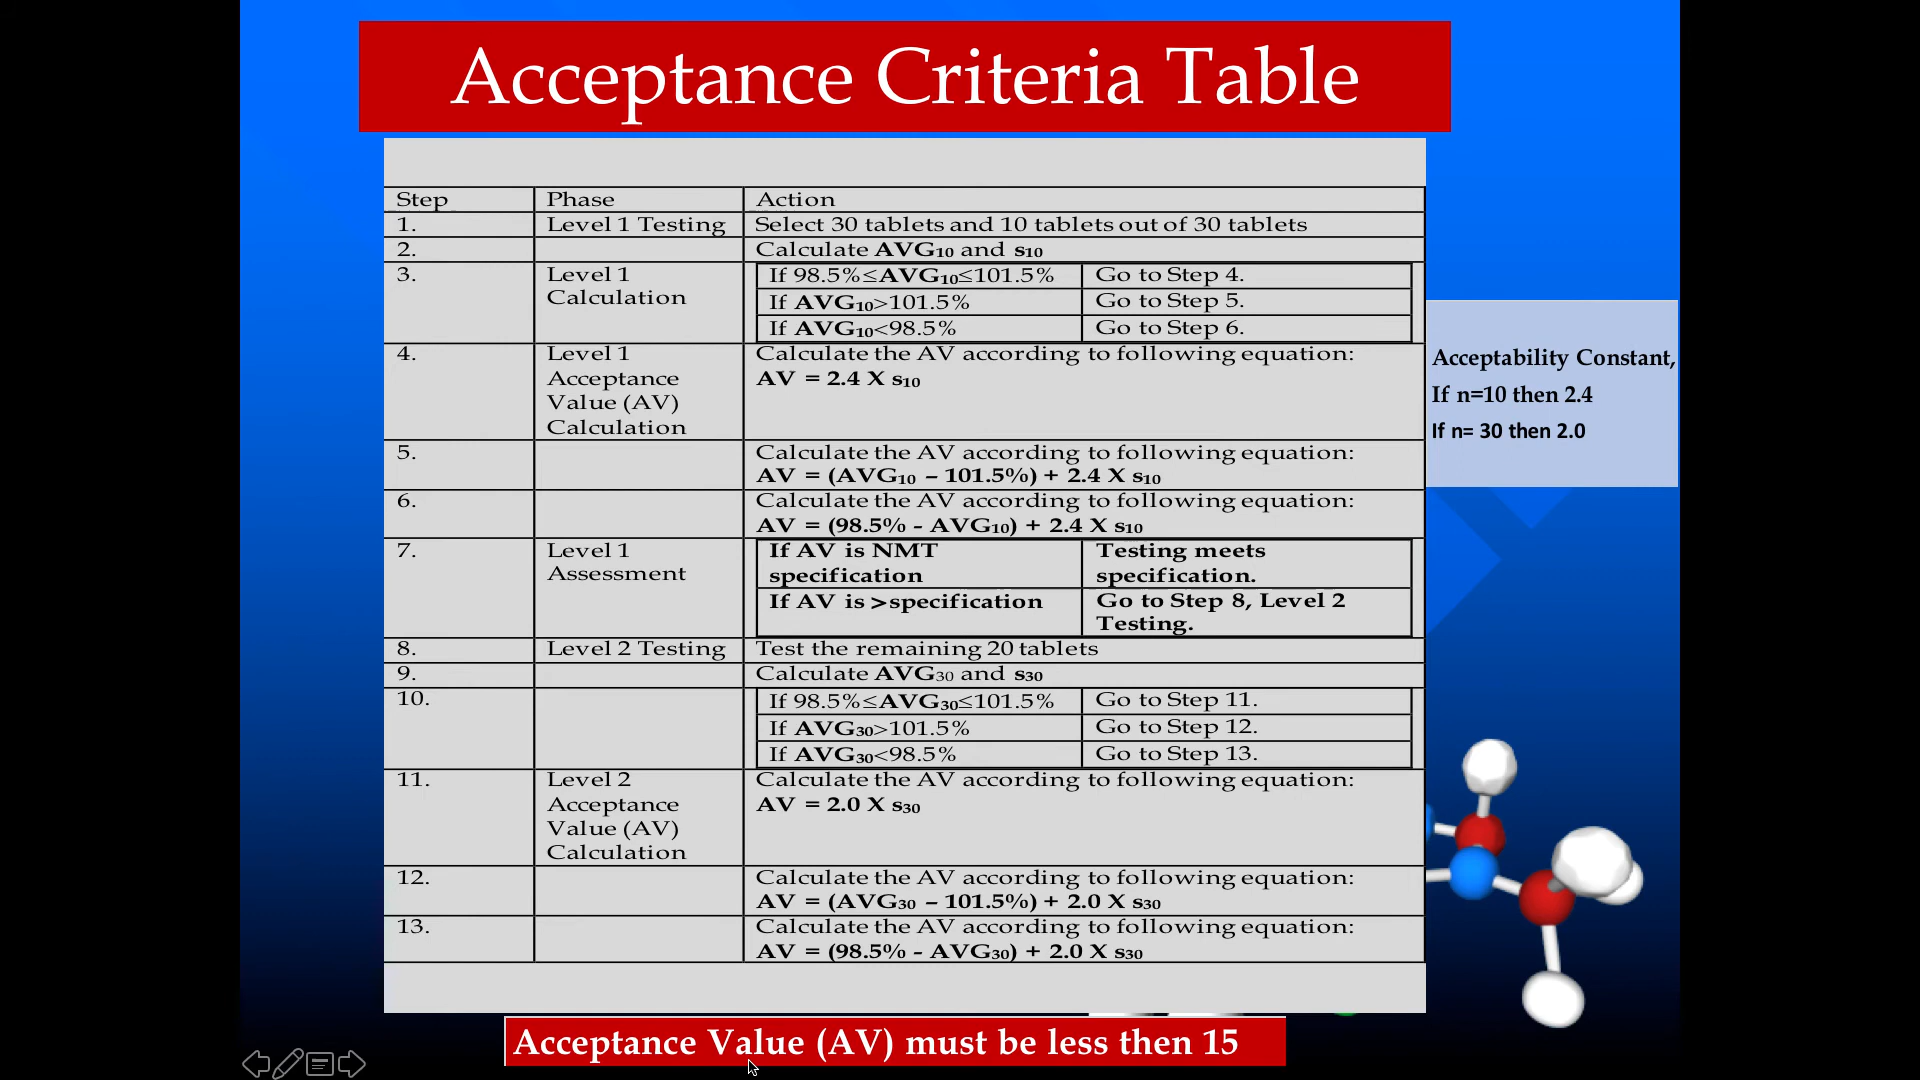 Acceptance Criteria Table
Step Phase Action
1. Level 1 Testing Select 30 tablets and 10 tablets out of 30 tablets
2. Calculate AVG10 and s10
3. Level 1 Calculation If 98.5%≤AVG10≤101.5% Go to Step 4.
If AVG10>101.5% Go to Step 5.
If AVG10<98.5% Go to Step 6.
4. Level 1 Acceptance Value (AV) Calculation Calculate the AV according to following equation:
AV = 2.4 X s10
5. Calculate the AV according to following equation:
AV = (AVG10 – 101.5%) + 2.4 X s10
6. Calculate the AV according to following equation:
AV = (98.5% - AVG10) + 2.4 X s10
7. Level 1 Assessment If AV is NMT specification Testing meets specification.
If AV is >specification Go to Step 8, Level 2 Testing.
8. Level 2 Testing Test the remaining 20 tablets
9. Calculate AVG30 and s30
10. If 98.5%≤AVG30≤101.5% Go to Step 11.
If AVG30>101.5% Go to Step 12.
If AVG30<98.5% Go to Step 13.
11. Level 2 Acceptance Value (AV) Calculation Calculate the AV according to following equation:
AV = 2.0 X s30
12. Calculate the AV according to following equation:
AV = (AVG30 – 101.5%) + 2.0 X s30
13. Calculate the AV according to following equation:
AV = (98.5% - AVG30) + 2.0 X s30
Acceptability Constant,
If n=10 then 2.4
If n= 30 then 2.0
Acceptance Value (AV) must be less then 15